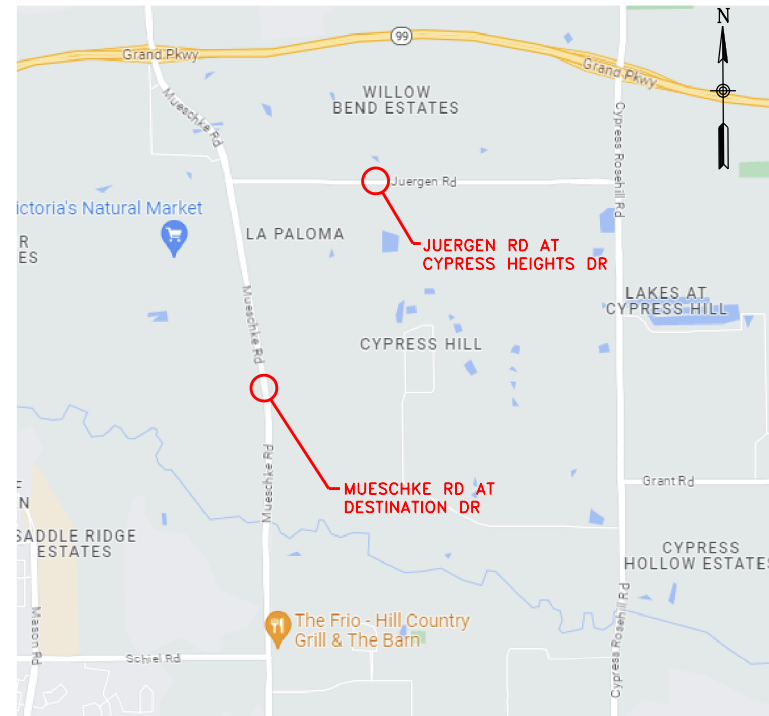 N
99
Grand Pkwy
Grand Pkwy
WILLOW
BEND ESTATES
Mueschke Rd
Cypress Rosehill Rd
Juergen Rd
ictoria's Natural Market
LA PALOMA
R
ES
JUERGEN RD AT
CYPRESS HEIGHTS DR
LAKES AT
CYPRESS HILL
Mueschke Rd
CYPRESS HILL
MUESCHKE RD AT
DESTINATION DR
Mueschke Rd
Grant Rd
F
N
SADDLE RIDGE
ESTATES
CYPRESS
HOLLOW ESTATES
Mason Rd
The Frio - Hill Country
Grill & The Barn
Cypress Rosehill Rd
Schiel Rd